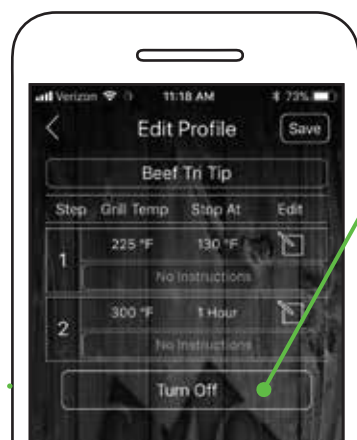 Verizon 11:18 AM 73%
Edit Profile Save
Beef Tri Tip
Step Grill Temp Stop At Edit
1 225 °F 130 °F
No Instructions
2 300 °F 1 Hour
No Instructions
Turn Off